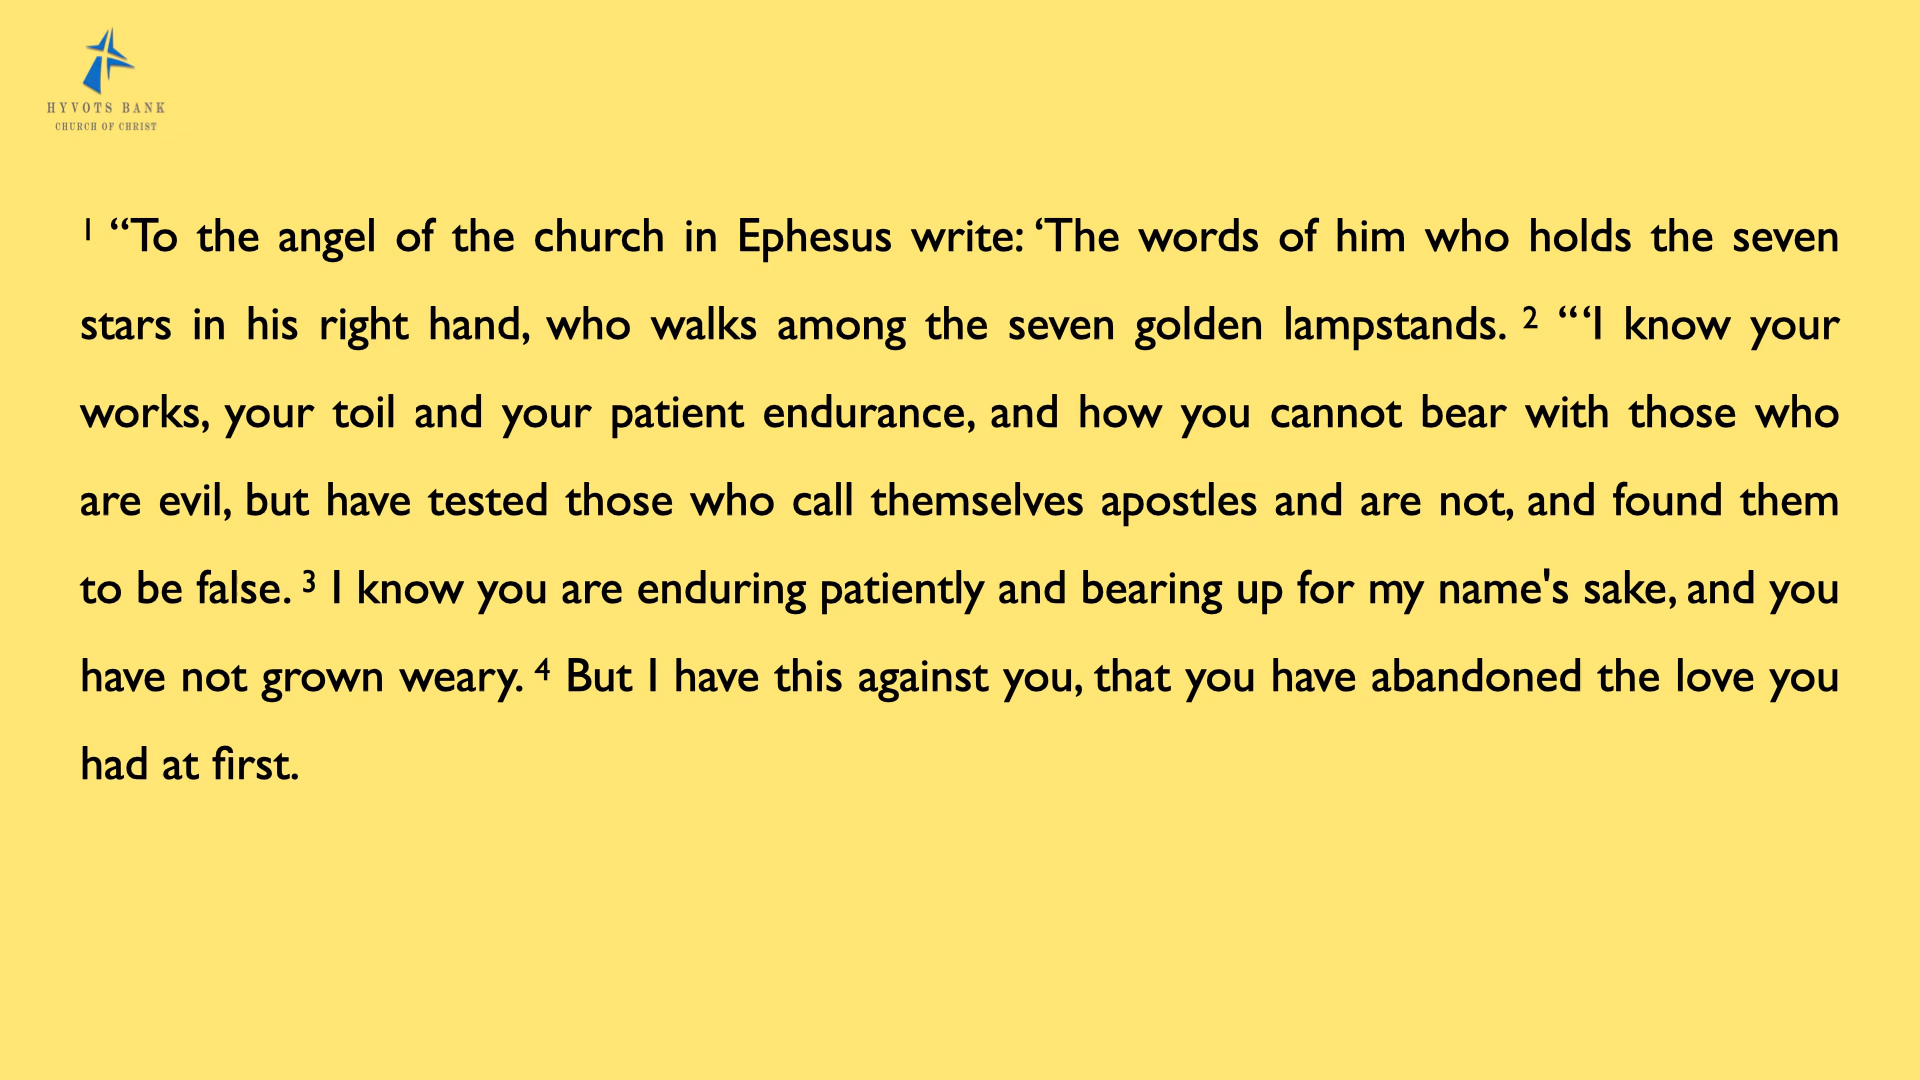 HYVOTS BANK
CHURCH OF CHRIST
¹ “To the angel of the church in Ephesus write: ‘The words of him who holds the seven
stars in his right hand, who walks among the seven golden lampstands. ² “‘I know your
works, your toil and your patient endurance, and how you cannot bear with those who
are evil, but have tested those who call themselves apostles and are not, and found them
to be false. ³ I know you are enduring patiently and bearing up for my name's sake, and you
have not grown weary. ⁴ But I have this against you, that you have abandoned the love you
had at first.